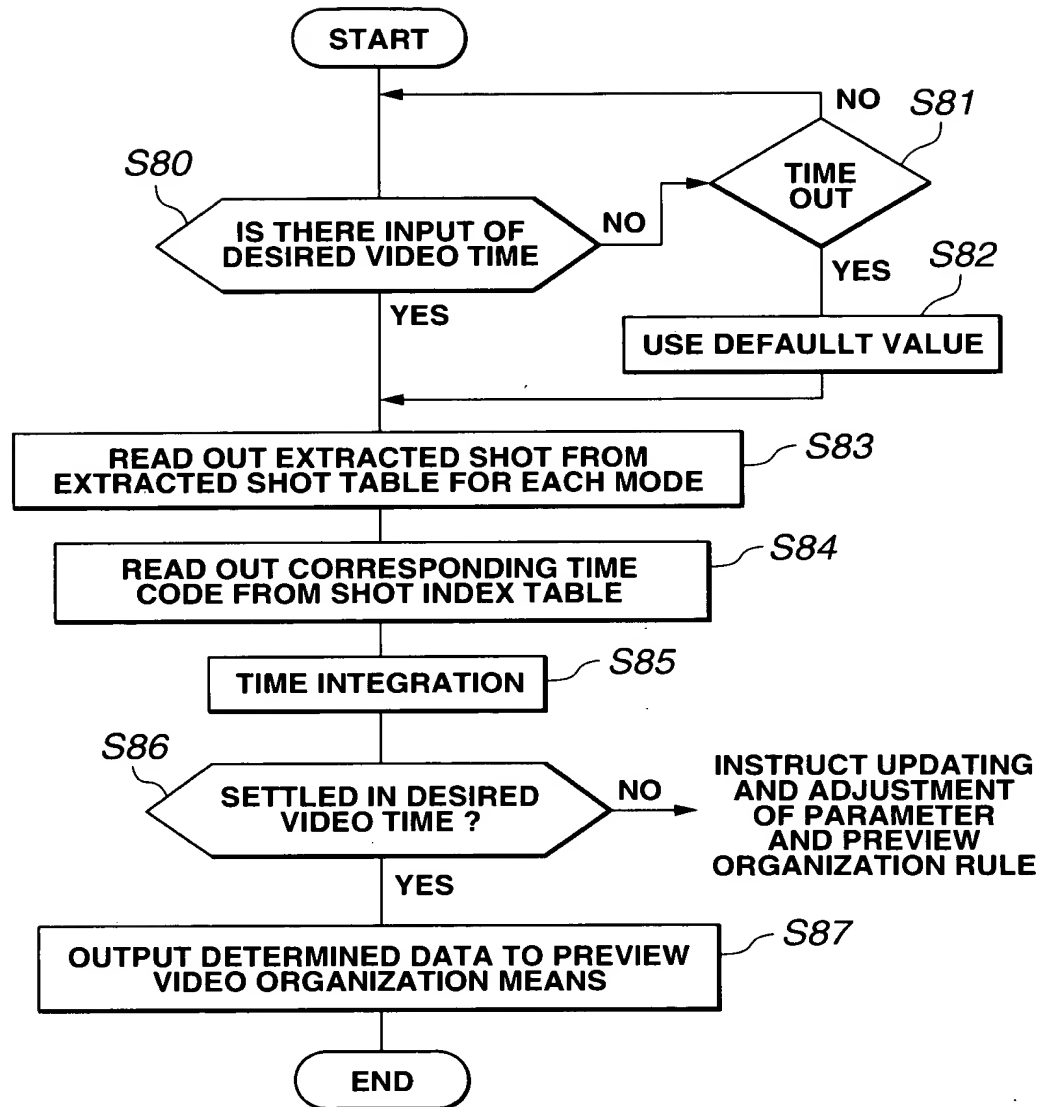 START
NO
S81
TIME
OUT
S80
IS THERE INPUT OF
DESIRED VIDEO TIME
NO
YES
YES
S82
USE DEFAULLT VALUE
READ OUT EXTRACTED SHOT FROM
EXTRACTED SHOT TABLE FOR EACH MODE
S83
READ OUT CORRESPONDING TIME
CODE FROM SHOT INDEX TABLE
S84
TIME INTEGRATION
S85
S86
SETTLED IN DESIRED
VIDEO TIME ?
NO
INSTRUCT UPDATING
AND ADJUSTMENT
OF PARAMETER
AND PREVIEW
ORGANIZATION RULE
YES
OUTPUT DETERMINED DATA TO PREVIEW
VIDEO ORGANIZATION MEANS
S87
END